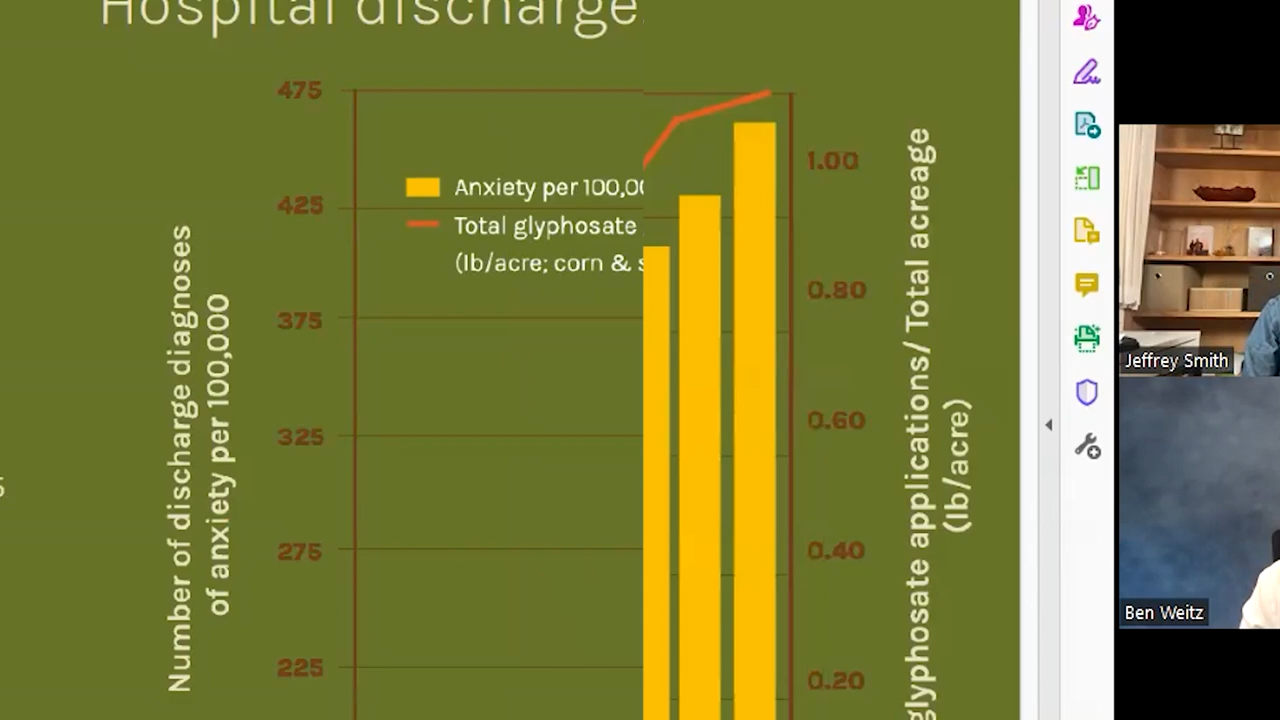 Hospital discharge
475
425
375
325
275
225
Anxiety per 100,00
Total glyphosate
(lb/acre; corn & s
Number of discharge diagnoses
of anxiety per 100,000
1.00
0.80
0.60
0.40
0.20
glyphosate applications/ Total acreage
(lb/acre)
Jeffrey Smith
Ben Weitz